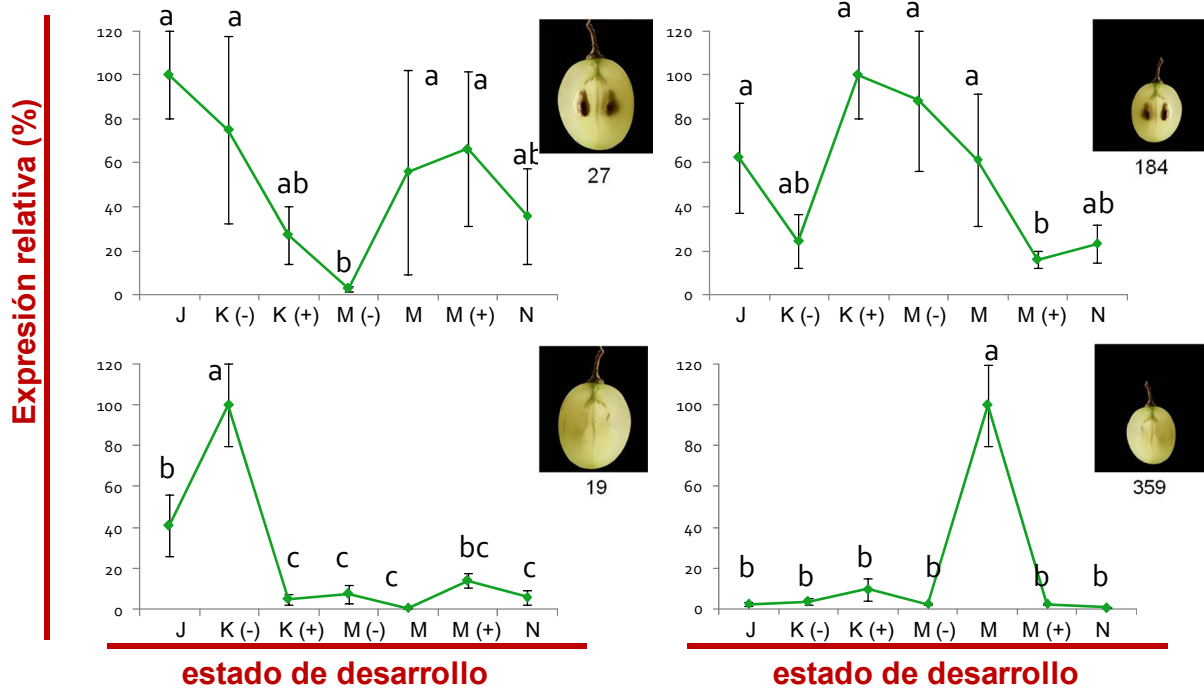 Expresión relativa (%)
a
a
a
a
ab
ab
b
120
100
80
60
40
20
0
J K (-) K (+) M (-) M M (+) N
27
a
a
a
a
ab
b
ab
120
100
80
60
40
20
0
J K (-) K (+) M (-) M M (+) N
184
a
b
c
c
c
bc
c
120
100
80
60
40
20
0
J K (-) K (+) M (-) M M (+) N
19
a
b
b
b
b
b
b
120
100
80
60
40
20
0
J K (-) K (+) M (-) M M (+) N
359
estado de desarrollo
estado de desarrollo